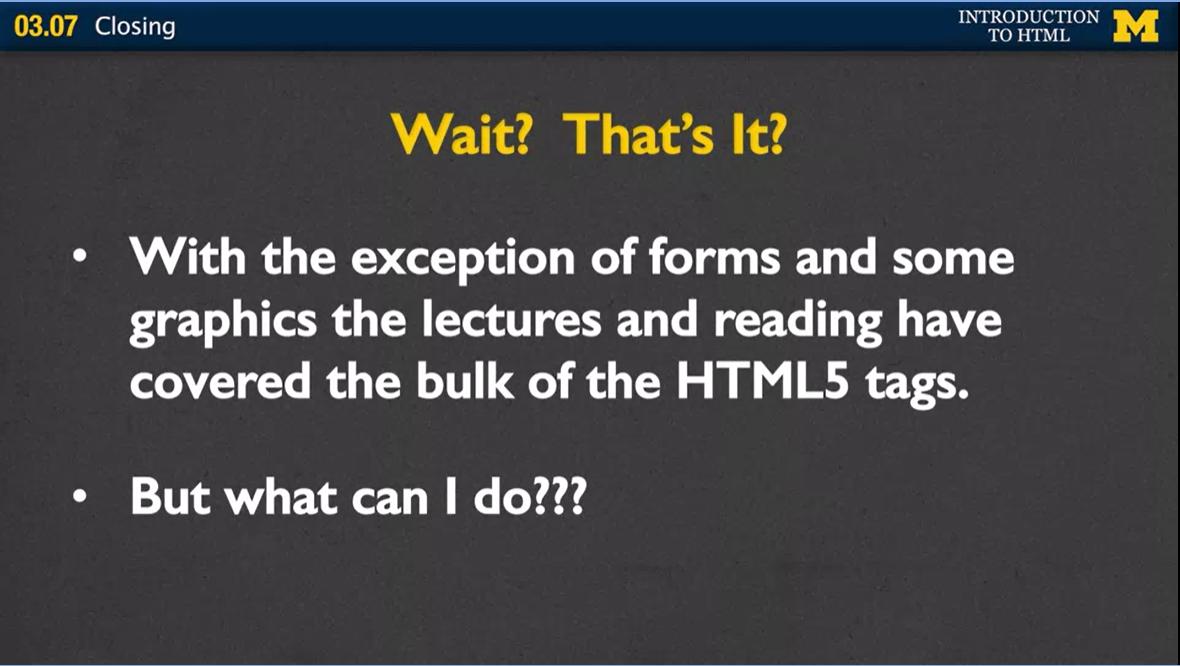 03.07 Closing
INTRODUCTION
TO HTML
M
Wait? That's It?
• With the exception of forms and some
graphics the lectures and reading have
covered the bulk of the HTML5 tags.
• But what can I do???